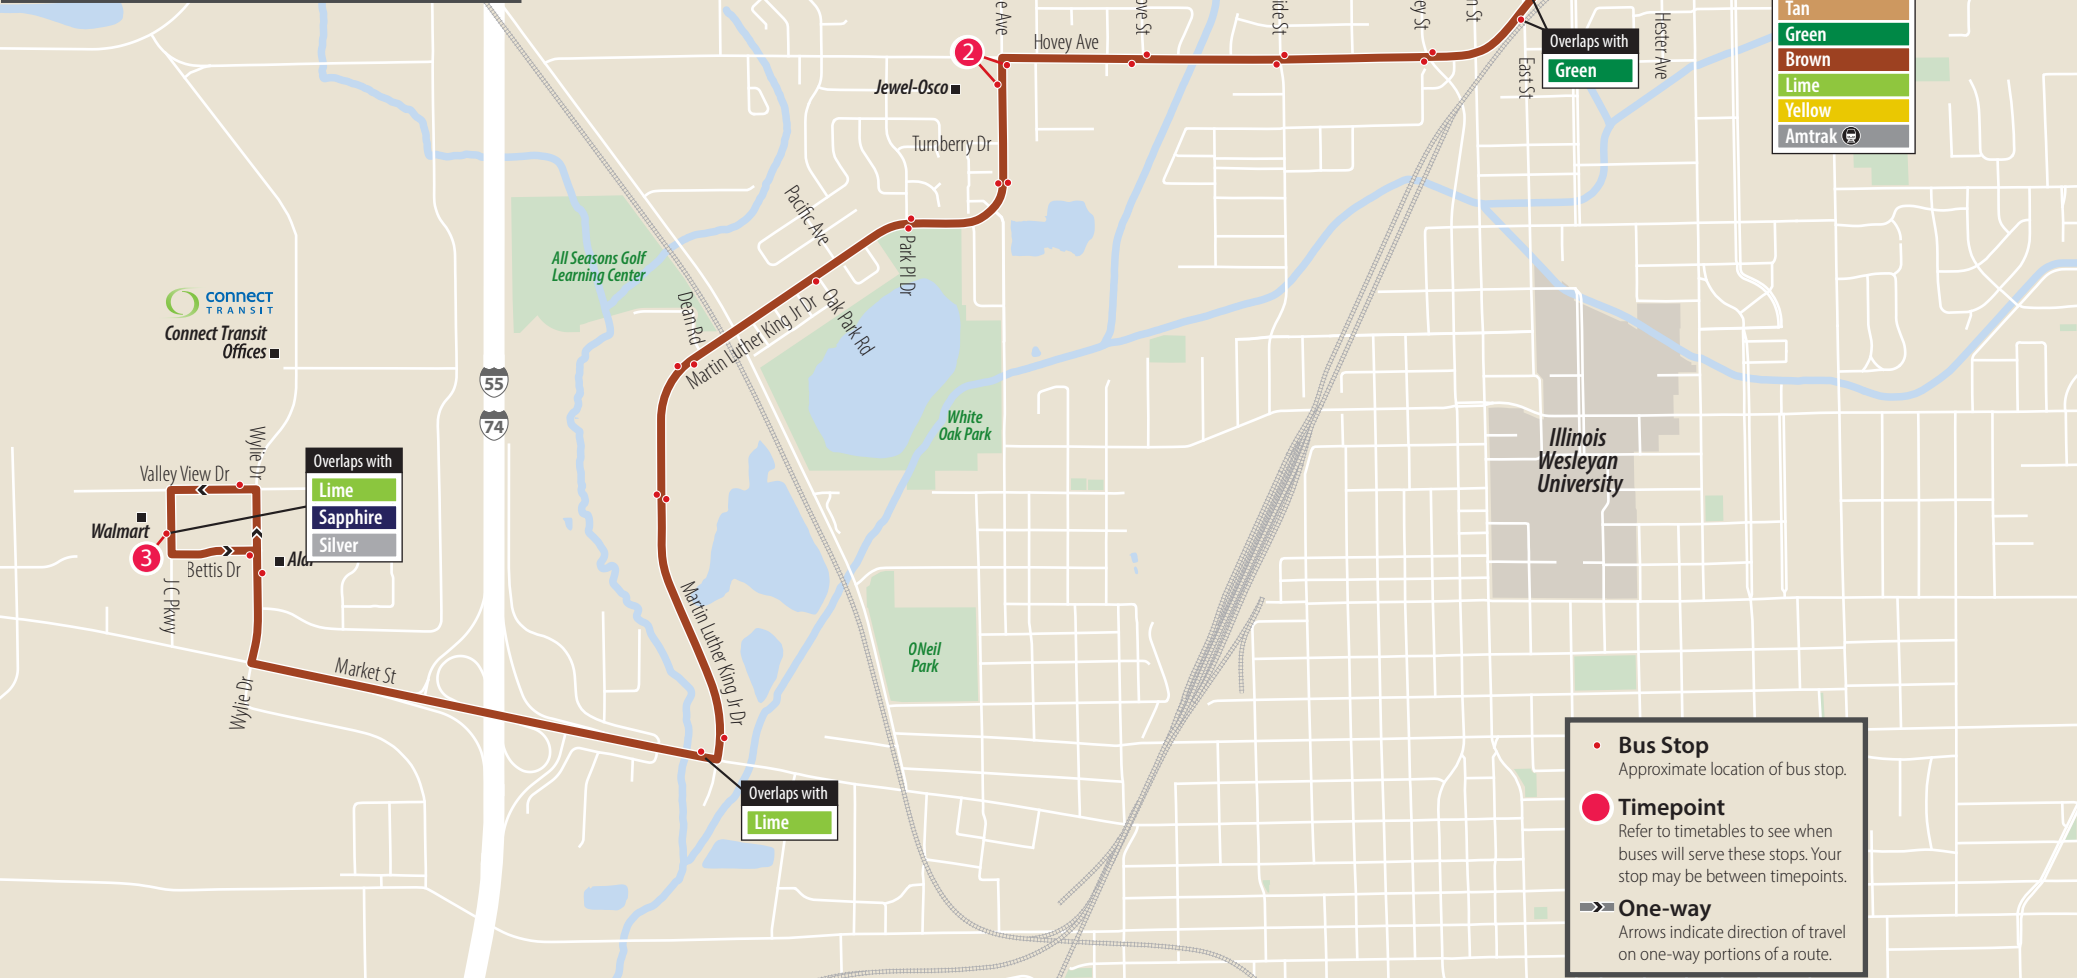 Tan
Green
Brown
Lime
Yellow
Amtrak
Hester Ave
East St
Overlaps with
Green
Hovey Ave
2
Jewel-Osco
Turnberry Dr
Pacific Ave
Park Pl Dr
Oak Park Rd
Martin Luther King Jr Dr
Dean Rd
All Seasons Golf
Learning Center
CONNECT
TRANSIT
Connect Transit
Offices
55
74
White
Oak Park
Illinois
Wesleyan
University
Wylie Dr
Valley View Dr
Overlaps with
Lime
Sapphire
Silver
Walmart
3
Bettis Dr
J C Pkwy
Martin Luther King Jr Dr
ONeil
Park
Market St
Wylie Dr
Overlaps with
Lime
Bus Stop
Approximate location of bus stop.
Timepoint
Refer to timetables to see when
buses will serve these stops. Your
stop may be between timepoints.
One-way
Arrows indicate direction of travel
on one-way portions of a route.